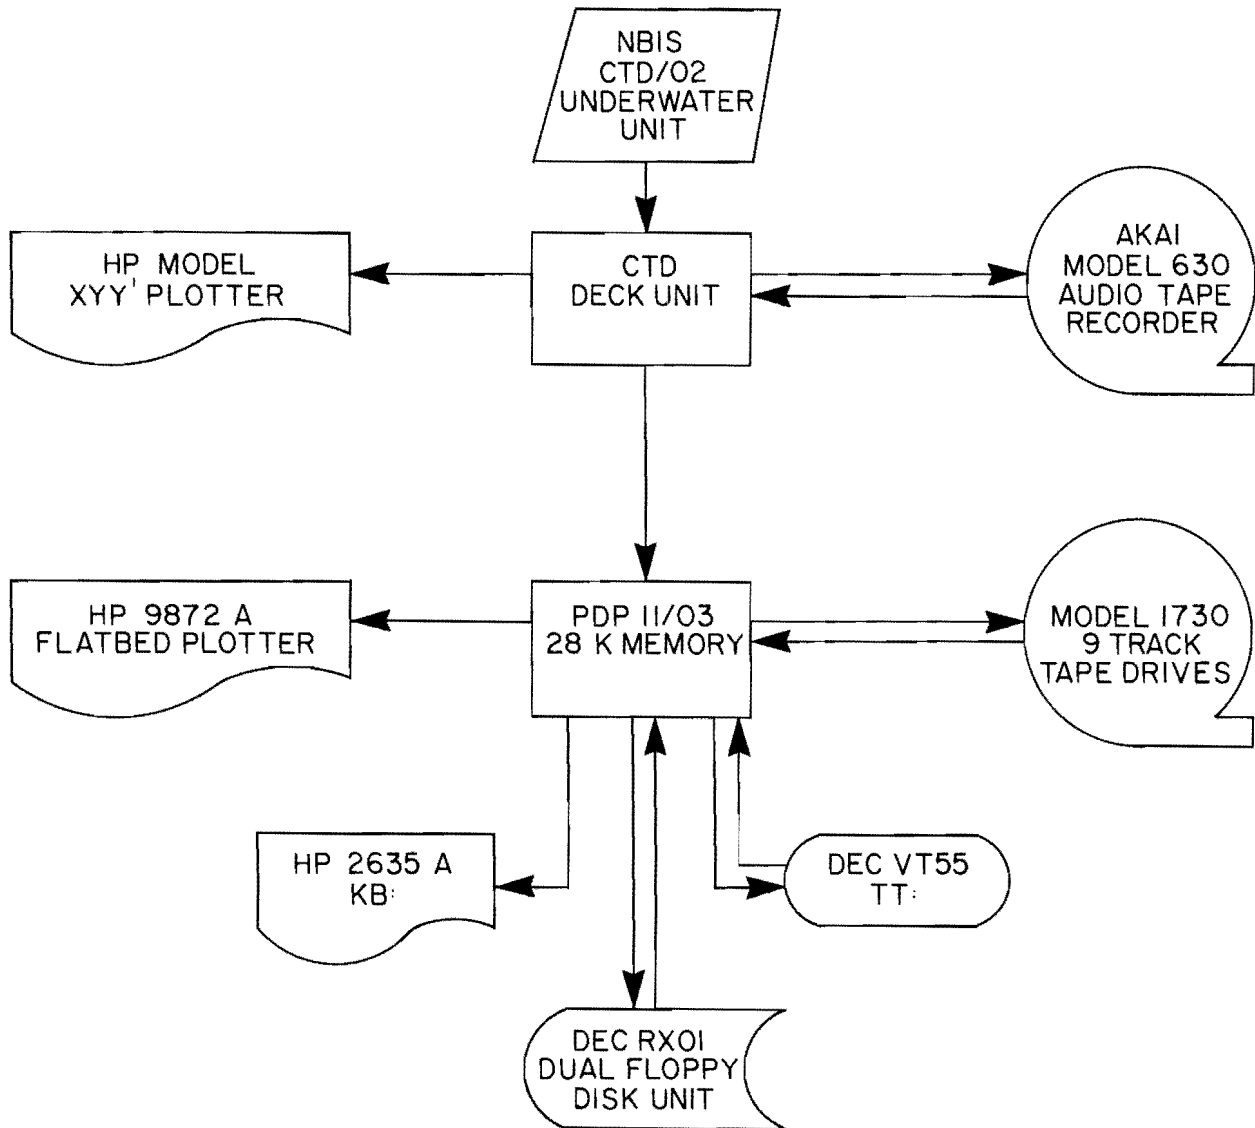 NBIS
CTD/02
UNDERWATER
UNIT
HP MODEL
XYY' PLOTTER
CTD
DECK UNIT
AKAI
MODEL 630
AUDIO TAPE
RECORDER
HP 9872 A
FLATBED PLOTTER
PDP 11/03
28 K MEMORY
MODEL 1730
9 TRACK
TAPE DRIVES
HP 2635 A
KB:
DEC VT55
TT:
DEC RX01
DUAL FLOPPY
DISK UNIT